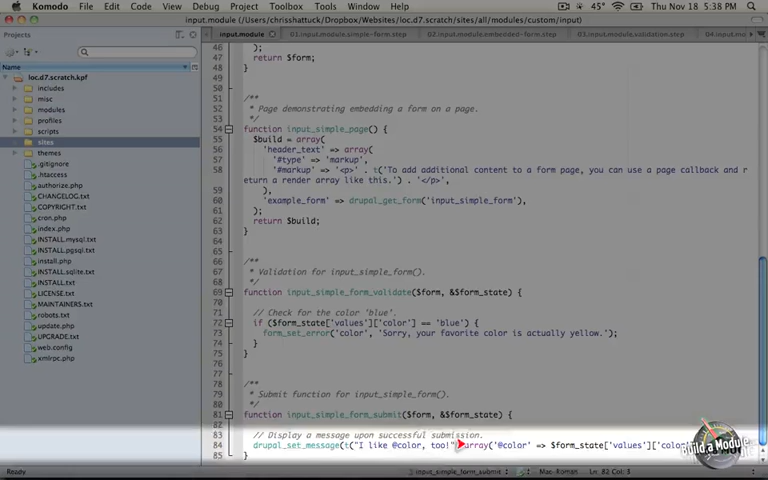 Komodo File Edit Code View Debug Project Toolbox Tools Window Help 45° Thu Nov 18 5:38 PM
input.module (/Users/chrisshattuck/Dropbox/Websites/loc.d7.scratch/sites/all/modules/custom/input)
Projects
input.module 01.input.module.simple-form.step 02.input.module.embedded-form.step 03.input.module.validation.step
Name
loc.d7.scratch.kpf
includes
misc
modules
profiles
scripts
sites
themes
.gitignore
.htaccess
authorize.php
CHANGELOG.txt
COPYRIGHT.txt
cron.php
index.php
INSTALL.mysql.txt
INSTALL.pgsql.txt
install.php
INSTALL.sqlite.txt
INSTALL.txt
LICENSE.txt
MAINTAINERS.txt
robots.txt
update.php
UPGRADE.txt
web.config
xmlrpc.php
46 );
47 return $form;
48 }
49
50
51 /**
52 * Page demonstrating embedding a form on a page.
53 */
54 function input_simple_page() {
55 $build = array(
56 'header_text' => array(
57 '#type' => 'markup',
58 '#markup' => '<p>' . t('To add additional content to a form page, you can use a page callback and r
eturn a render array like this.') . '</p>',
59 ),
60 'example_form' => drupal_get_form('input_simple_form'),
61 );
62 return $build;
63 }
64
65
66 /**
67 * Validation for input_simple_form().
68 */
69 function input_simple_form_validate($form, &$form_state) {
70
71 // Check for the color 'blue'.
72 if ($form_state['values']['color'] == 'blue') {
73 form_set_error('color', 'Sorry, your favorite color is actually yellow.');
74 }
75 }
76
77
78 /**
79 * Submit function for input_simple_form().
80 */
81 function input_simple_form_submit($form, &$form_state) {
82
83 // Display a message upon successful submission.
84 drupal_set_message(t("I like @color, too!", array('@color' => $form_state['values']['color
85 }
Build a Module
Ready
input_simple_form_submit Mac-Roman Ln: 82 Col: 3